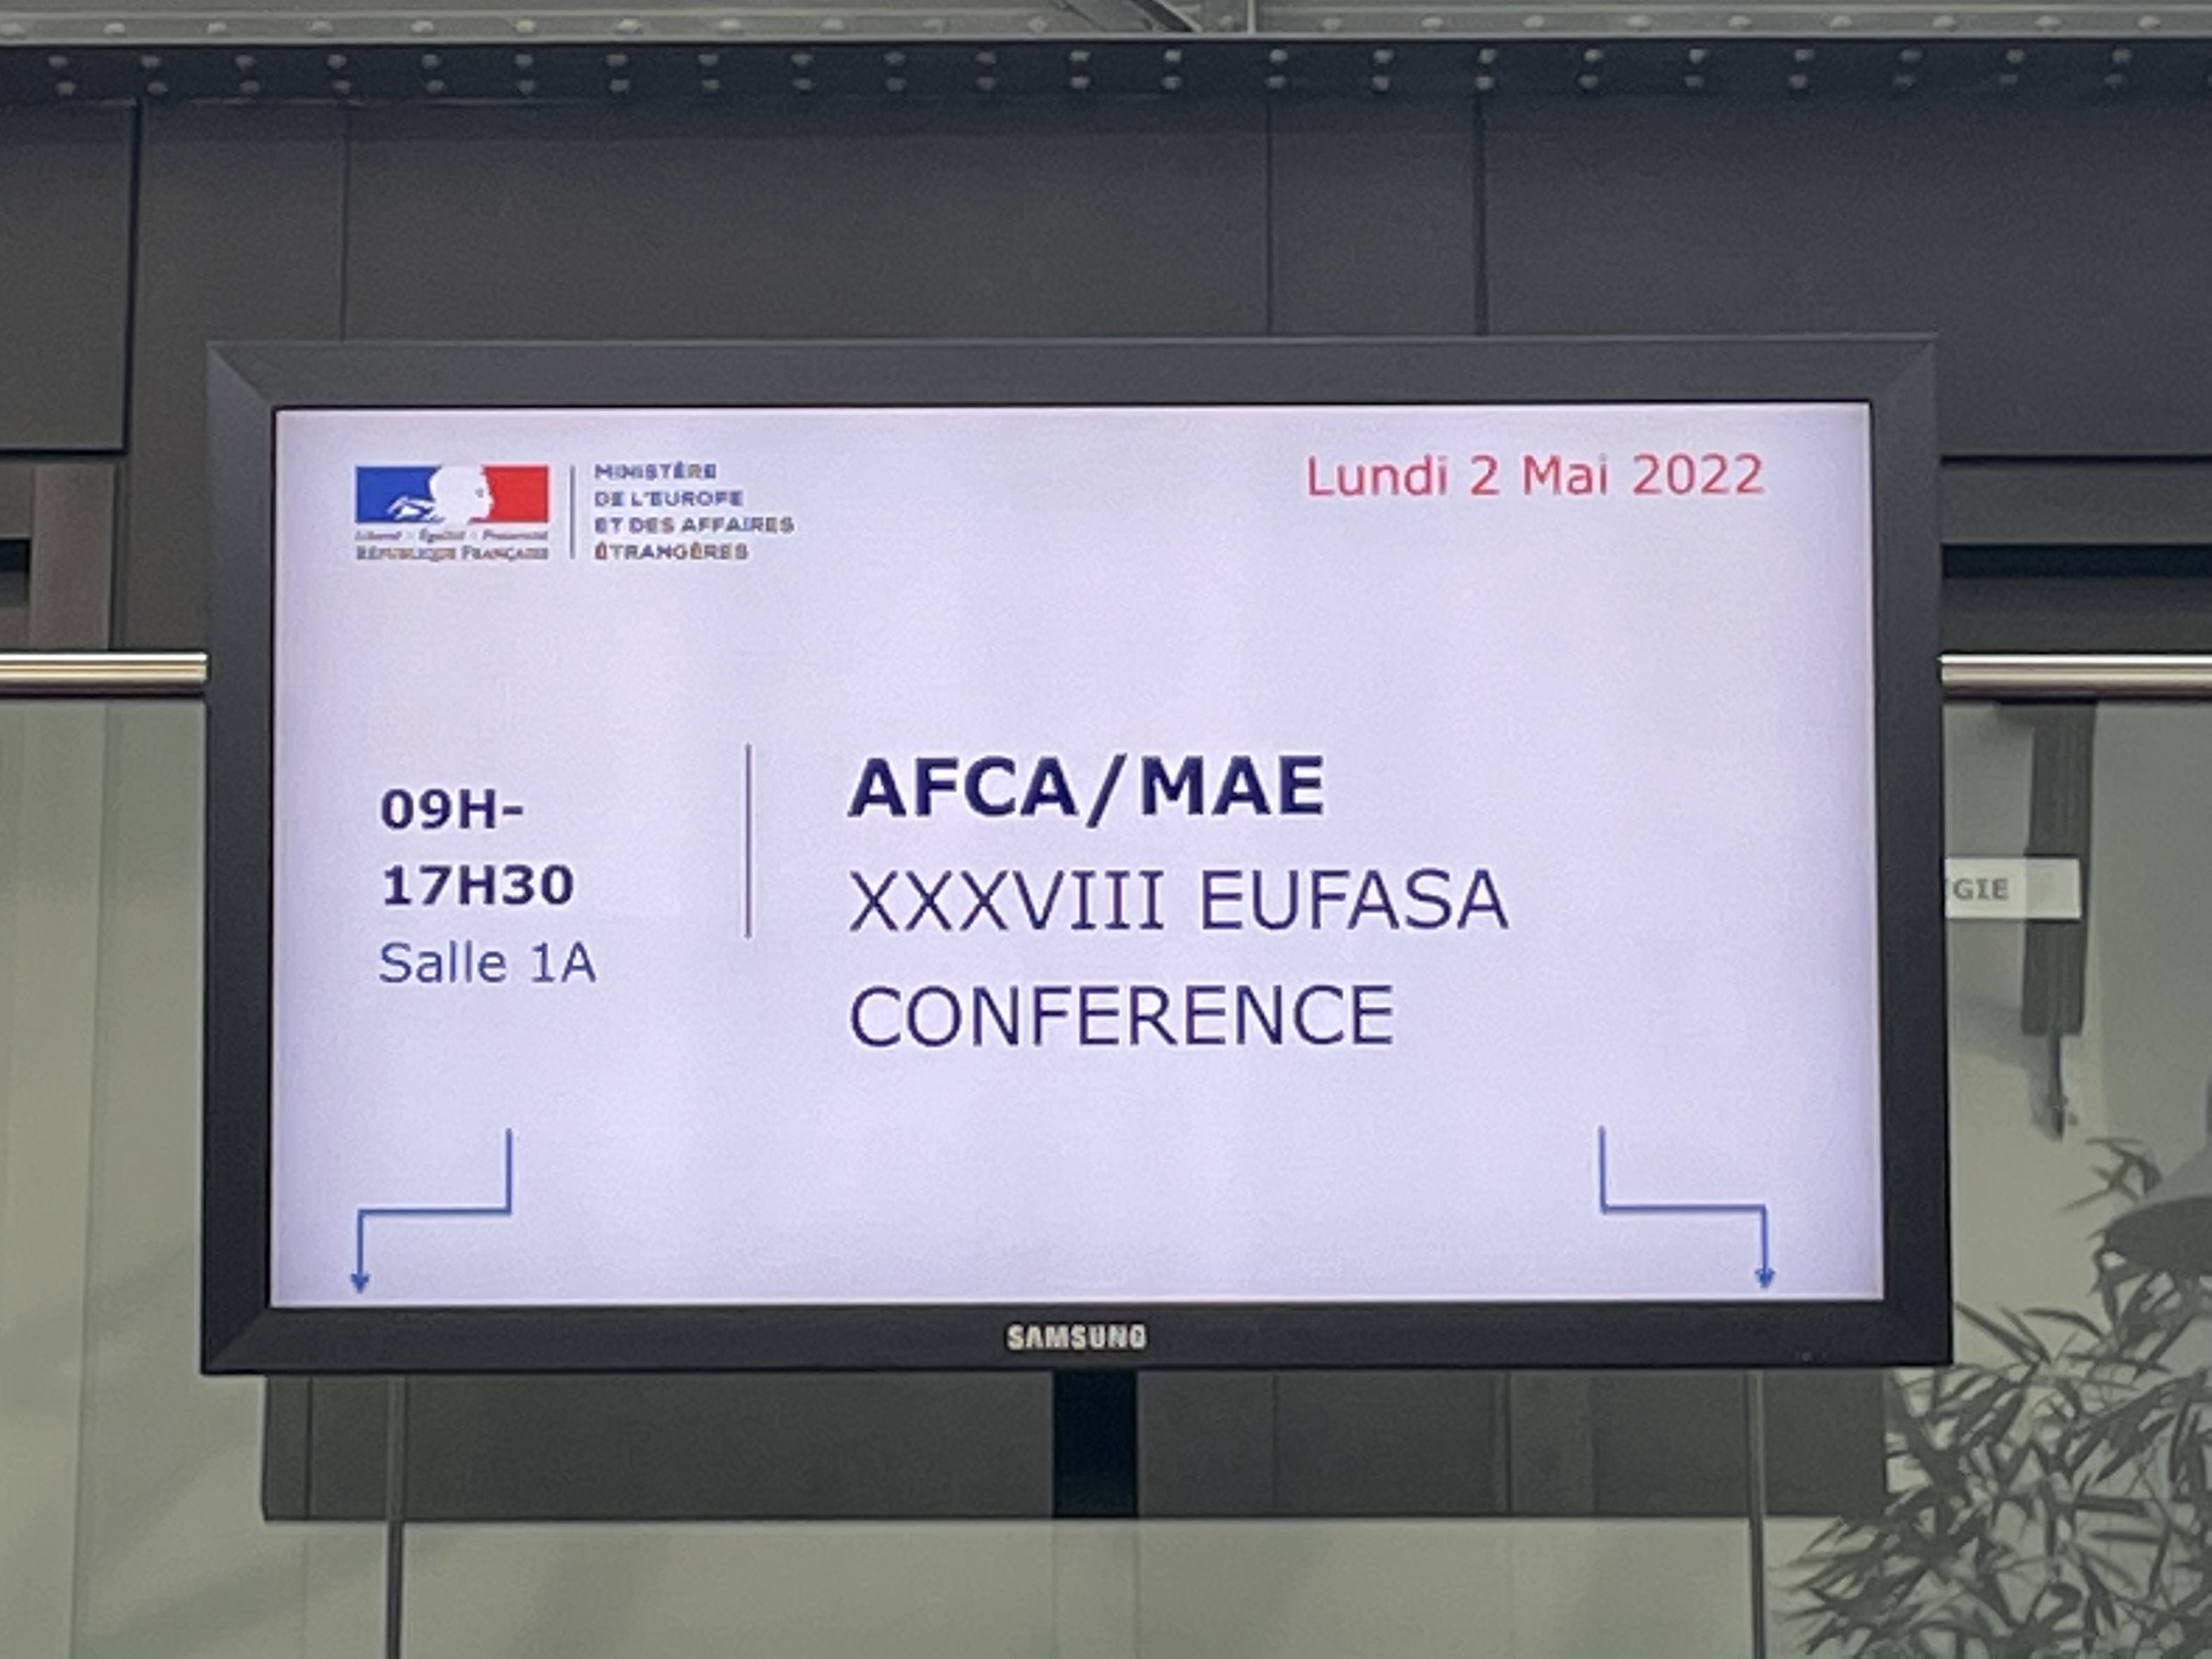 Liberté • Égalité • Fraternité
RÉPUBLIQUE FRANÇAISE
MINISTÈRE
DE L'EUROPE
ET DES AFFAIRES
ÉTRANGÈRES
Lundi 2 Mai 2022
09H-
17H30
Salle 1A
AFCA/MAE
XXXVIII EUFASA
CONFERENCE
SAMSUNG